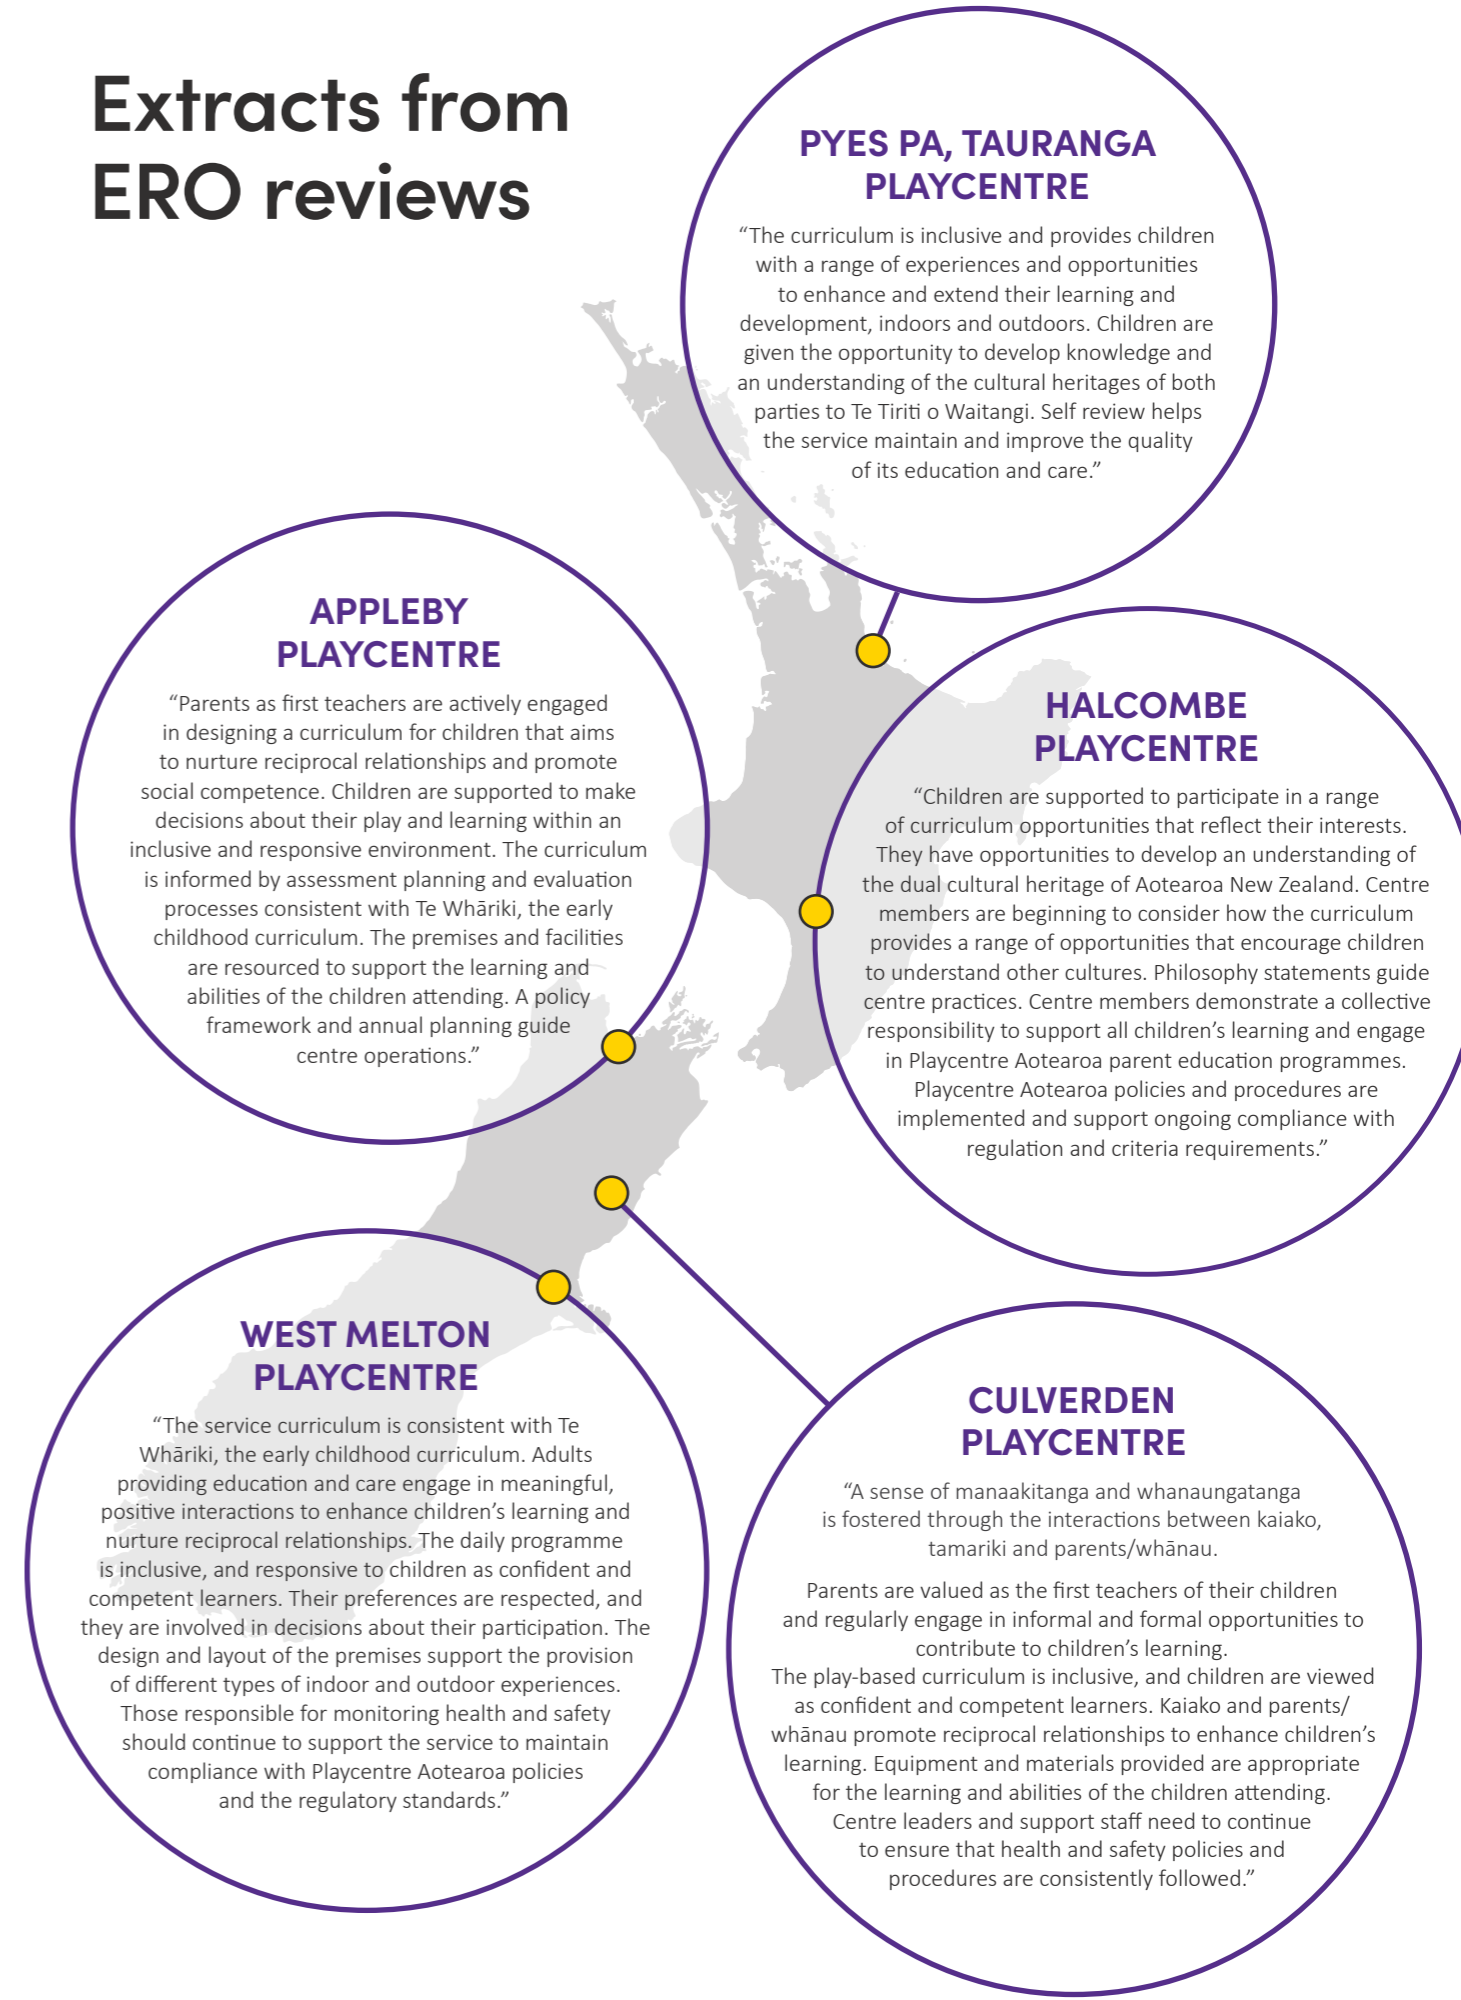 Extracts from
ERO reviews
PYES PA, TAURANGA
PLAYCENTRE
“The curriculum is inclusive and provides children
with a range of experiences and opportunities
to enhance and extend their learning and
development, indoors and outdoors. Children are
given the opportunity to develop knowledge and
an understanding of the cultural heritages of both
parties to Te Tiriti o Waitangi. Self review helps
the service maintain and improve the quality
of its education and care.”
APPLEBY
PLAYCENTRE
“Parents as first teachers are actively engaged
in designing a curriculum for children that aims
to nurture reciprocal relationships and promote
social competence. Children are supported to make
decisions about their play and learning within an
inclusive and responsive environment. The curriculum
is informed by assessment planning and evaluation
processes consistent with Te Whāriki, the early
childhood curriculum. The premises and facilities
are resourced to support the learning and
abilities of the children attending. A policy
framework and annual planning guide
centre operations.”
HALCOMBE
PLAYCENTRE
“Children are supported to participate in a range
of curriculum opportunities that reflect their interests.
They have opportunities to develop an understanding of
the dual cultural heritage of Aotearoa New Zealand. Centre
members are beginning to consider how the curriculum
provides a range of opportunities that encourage children
to understand other cultures. Philosophy statements guide
centre practices. Centre members demonstrate a collective
responsibility to support all children’s learning and engage
in Playcentre Aotearoa parent education programmes.
Playcentre Aotearoa policies and procedures are
implemented and support ongoing compliance with
regulation and criteria requirements.”
WEST MELTON
PLAYCENTRE
“The service curriculum is consistent with Te
Whāriki, the early childhood curriculum. Adults
providing education and care engage in meaningful,
positive interactions to enhance children’s learning and
nurture reciprocal relationships. The daily programme
is inclusive, and responsive to children as confident and
competent learners. Their preferences are respected, and
they are involved in decisions about their participation. The
design and layout of the premises support the provision
of different types of indoor and outdoor experiences.
Those responsible for monitoring health and safety
should continue to support the service to maintain
compliance with Playcentre Aotearoa policies
and the regulatory standards.”
CULVERDEN
PLAYCENTRE
“A sense of manaakitanga and whanaungatanga
is fostered through the interactions between kaiako,
tamariki and parents/whānau.
Parents are valued as the first teachers of their children
and regularly engage in informal and formal opportunities to
contribute to children’s learning.
The play-based curriculum is inclusive, and children are viewed
as confident and competent learners. Kaiako and parents/
whānau promote reciprocal relationships to enhance children’s
learning. Equipment and materials provided are appropriate
for the learning and abilities of the children attending.
Centre leaders and support staff need to continue
to ensure that health and safety policies and
procedures are consistently followed.”